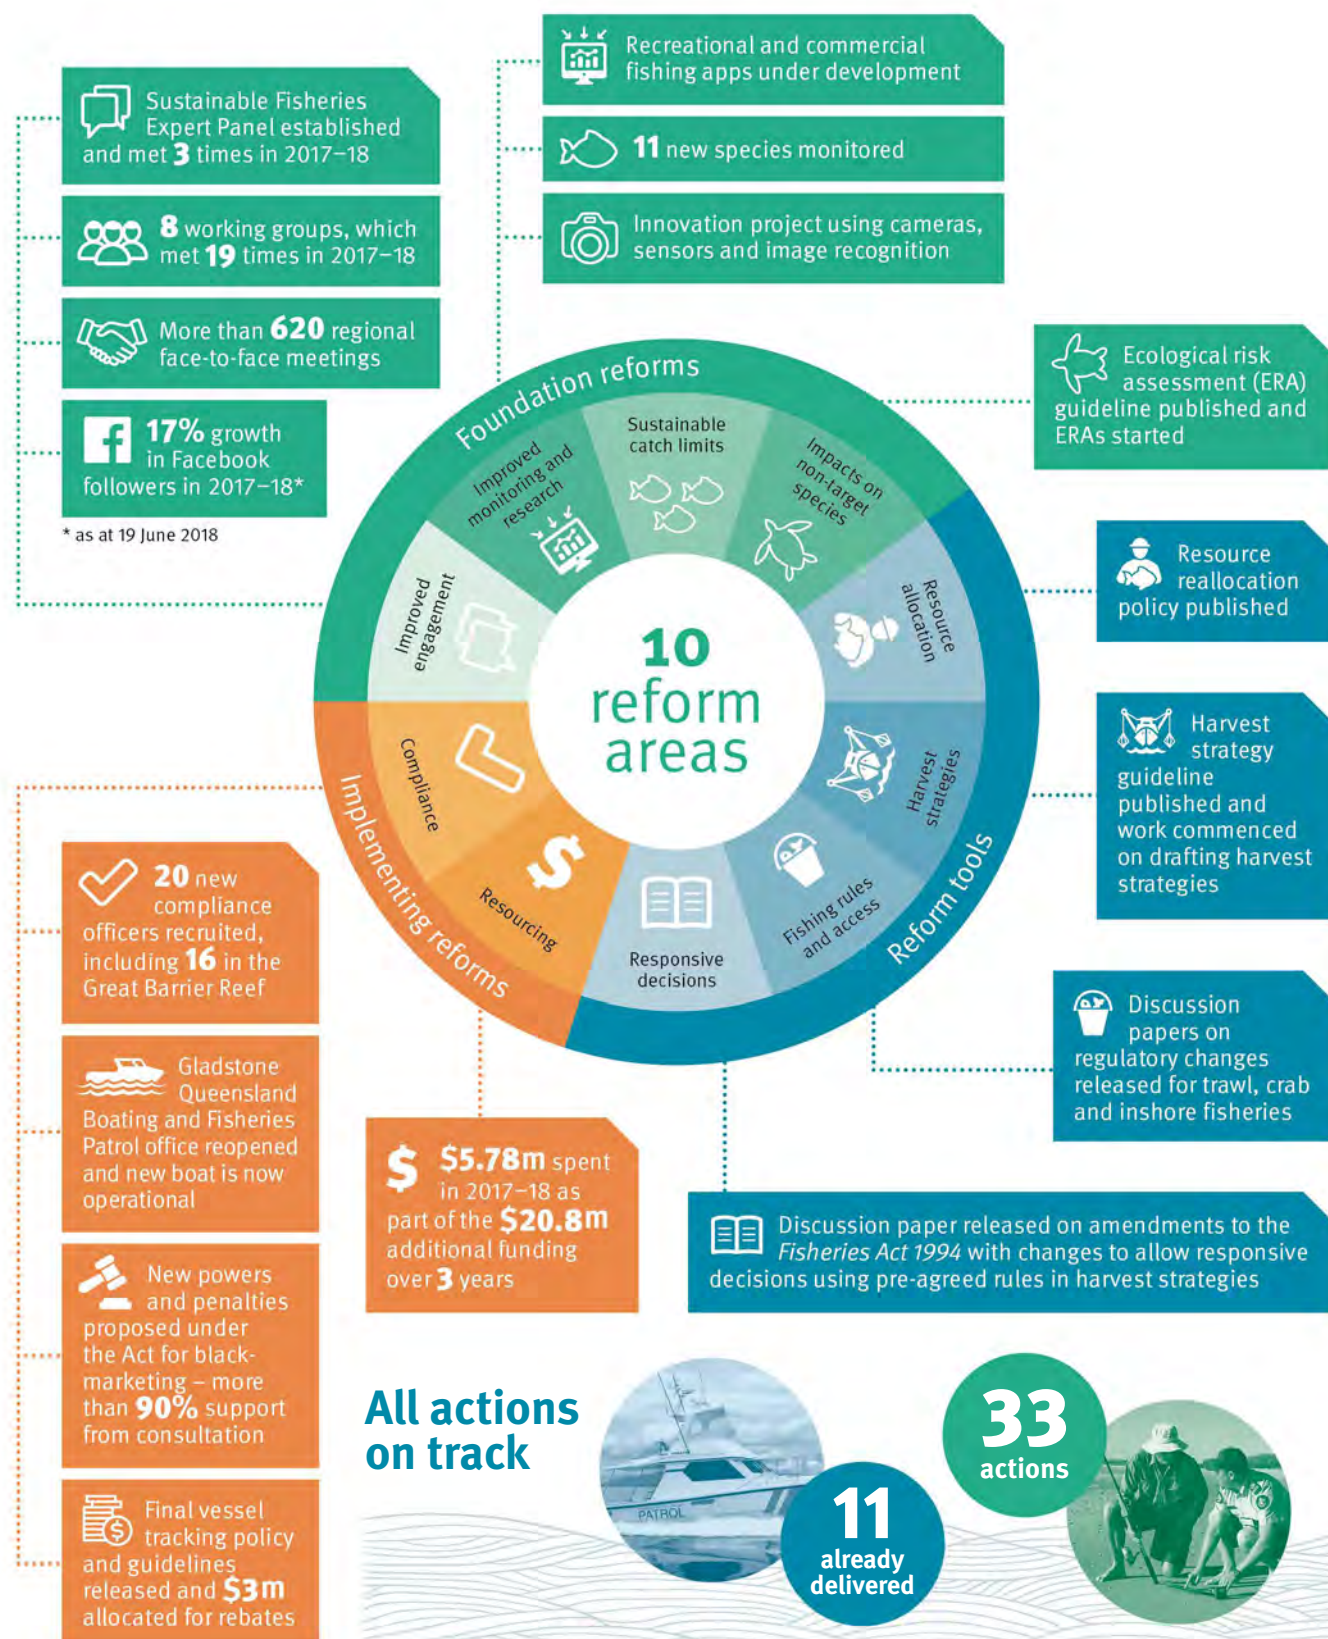 Recreational and commercial
fishing apps under development
11 new species monitored
Innovation project using cameras,
sensors and image recognition
Sustainable Fisheries
Expert Panel established
and met 3 times in 2017–18
8 working groups, which
met 19 times in 2017–18
More than 620 regional
face-to-face meetings
17% growth
in Facebook
followers in 2017–18*
* as at 19 June 2018
Ecological risk
assessment (ERA)
guideline published and
ERAs started
Resource
reallocation
policy published
Harvest
strategy
guideline
published and
work commenced
on drafting harvest
strategies
Discussion
papers on
regulatory changes
released for trawl, crab
and inshore fisheries
Discussion paper released on amendments to the
Fisheries Act 1994 with changes to allow responsive
decisions using pre-agreed rules in harvest strategies
Foundation reforms
Improved
engagement
Improved
monitoring and
research
Sustainable
catch limits
Impacts on
non-target
species
Reform tools
Resource
allocation
Harvest
strategies
Fishing rules
and access
Responsive
decisions
Implementing reforms
Resourcing
$
Compliance
10
reform
areas
20 new
compliance
officers recruited,
including 16 in the
Great Barrier Reef
Gladstone
Queensland
Boating and Fisheries
Patrol office reopened
and new boat is now
operational
New powers
and penalties
proposed under
the Act for black-
marketing – more
than 90% support
from consultation
Final vessel
tracking policy
and guidelines
released and $3m
allocated for rebates
$ $5.78m spent
in 2017–18 as
part of the $20.8m
additional funding
over 3 years
All actions
on track
PATROL
11
already
delivered
33
actions